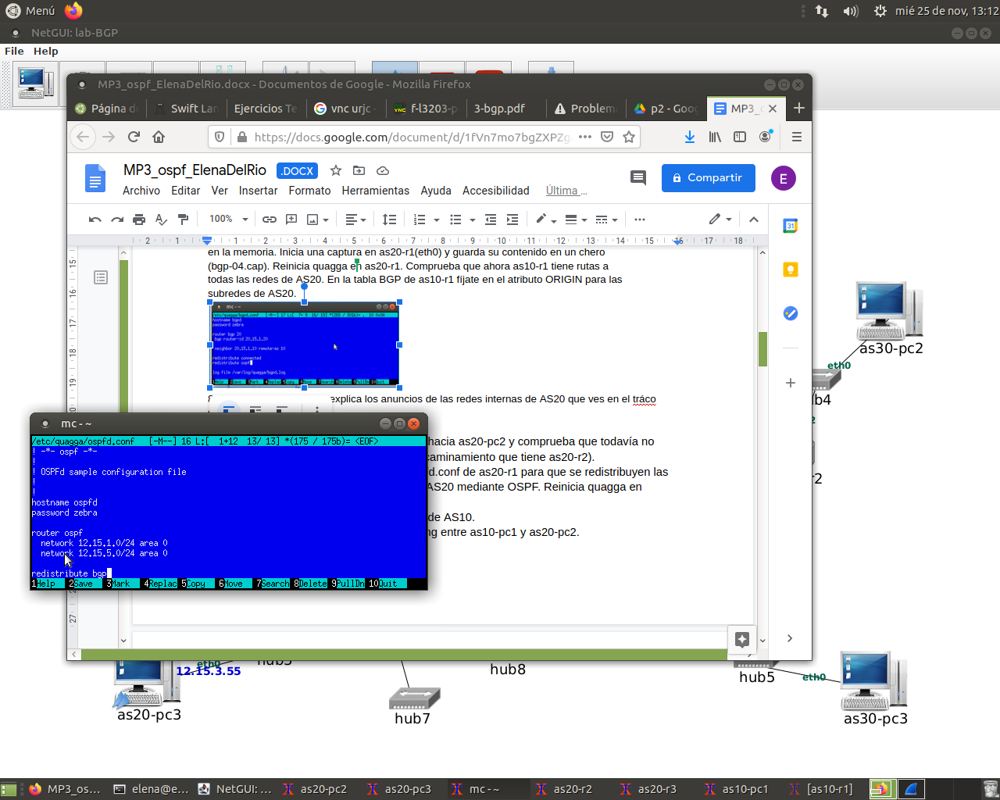 Menú
mié 25 de nov, 13:12
NetGUI: lab-BGP
File Help
MP3_ospf_ElenaDelRio.docx - Documentos de Google - Mozilla Firefox
Página d
Swift Lan
Ejercicios Te
vnc urjc
f-l3203-p
3-bgp.pdf
Problem
p2 - Goog
MP3_
https://docs.google.com/document/d/1fVn7mo7bgZXPZg
MP3_ospf_ElenaDelRio .DOCX
Compartir
E
Archivo Editar Ver Insertar Formato Herramientas Ayuda Accesibilidad Última ...
100%
31
2 1 1 2 3 4 5 6 7 8 9 10 11 12 13 14 15 16 17 18
15
16
17
18
19
27
en la memoria. Inicia una captura en as20-r1(eth0) y guarda su contenido en un chero
(bgp-04.cap). Reinicia quagga en as20-r1. Comprueba que ahora as10-r1 tiene rutas a
todas las redes de AS20. En la tabla BGP de as10-r1 fíjate en el atributo ORIGIN para las
subredes de AS20.
mc - ~
/etc/quagga/bgpd.conf
hostname bgpd
password zebra
router bgp 20
bgp router-id 20.15.1.20
neighbor 20.15.1.10 remote-as 10
redistribute connected
redistribute ospf
log file /var/log/quagga/bgpd.log
explica los anuncios de las redes internas de AS20 que ves en el tráco
hacia as20-pc2 y comprueba que todavía no
caminamiento que tiene as20-r2).
d.conf de as20-r1 para que se redistribuyen las
AS20 mediante OSPF. Reinicia quagga en
de AS10.
ng entre as10-pc1 y as20-pc2.
mc - ~
/etc/quagga/ospfd.conf [-M--] 16 L:[ 1+12 13/ 13] *(175 / 175b)= <EOF>
! -*- ospf -*-
!
! OSPFd sample configuration file
!
!
hostname ospfd
password zebra
router ospf
network 12.15.1.0/24 area 0
network 12.15.5.0/24 area 0
redistribute bgp
1Help 2Save 3Mark 4Replac 5Copy 6Move 7Search 8Delete 9PullDn 10Quit
as30-pc2
eth0
b4
2
r2
eth0
12.15.3.55
hub3
hub8
hub5
eth0
as20-pc3
hub7
as30-pc3
MP3_os...
elena@e...
NetGUI: ...
as20-pc2
as20-pc3
mc - ~
as20-r2
as20-r3
as10-pc1
[as10-r1]